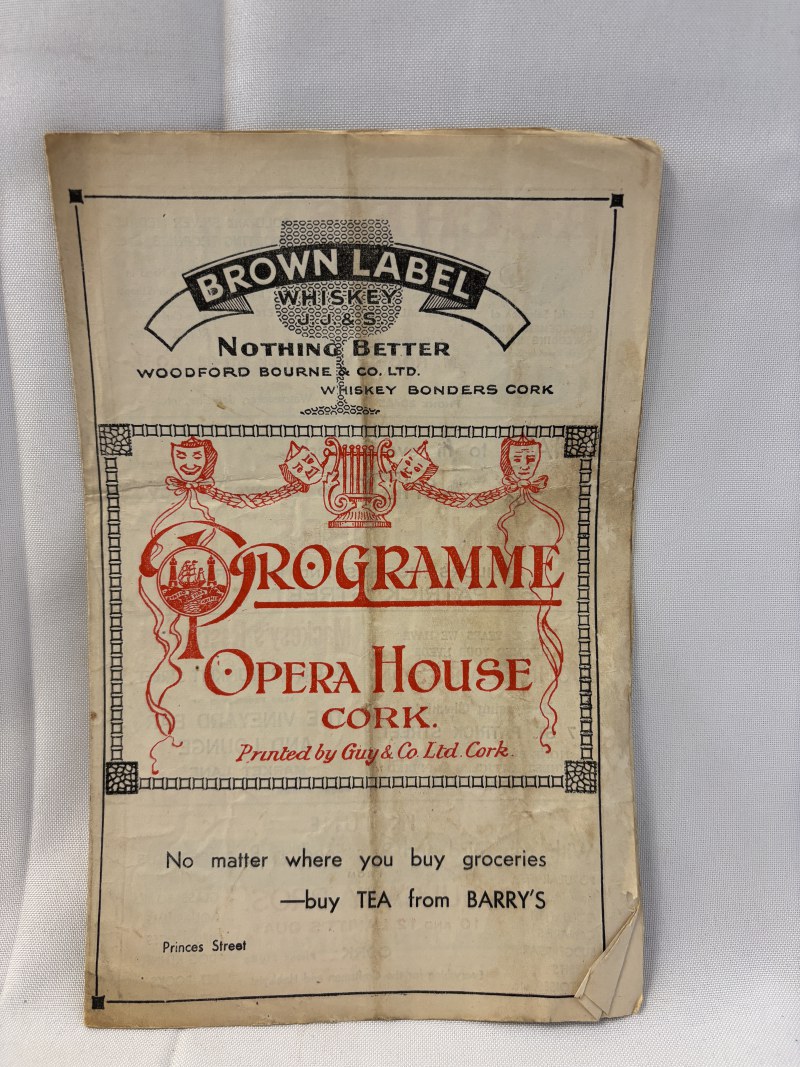 BROWN LABEL
WHISKEY
J.J.& S.
NOTHING BETTER
WOODFORD BOURNE & CO. LTD.
WHISKEY BONDERS CORK
PROGRAMME
OPERA HOUSE
CORK.
Printed by Guy & Co. Ltd. Cork.
No matter where you buy groceries
—buy TEA from BARRY'S
Princes Street